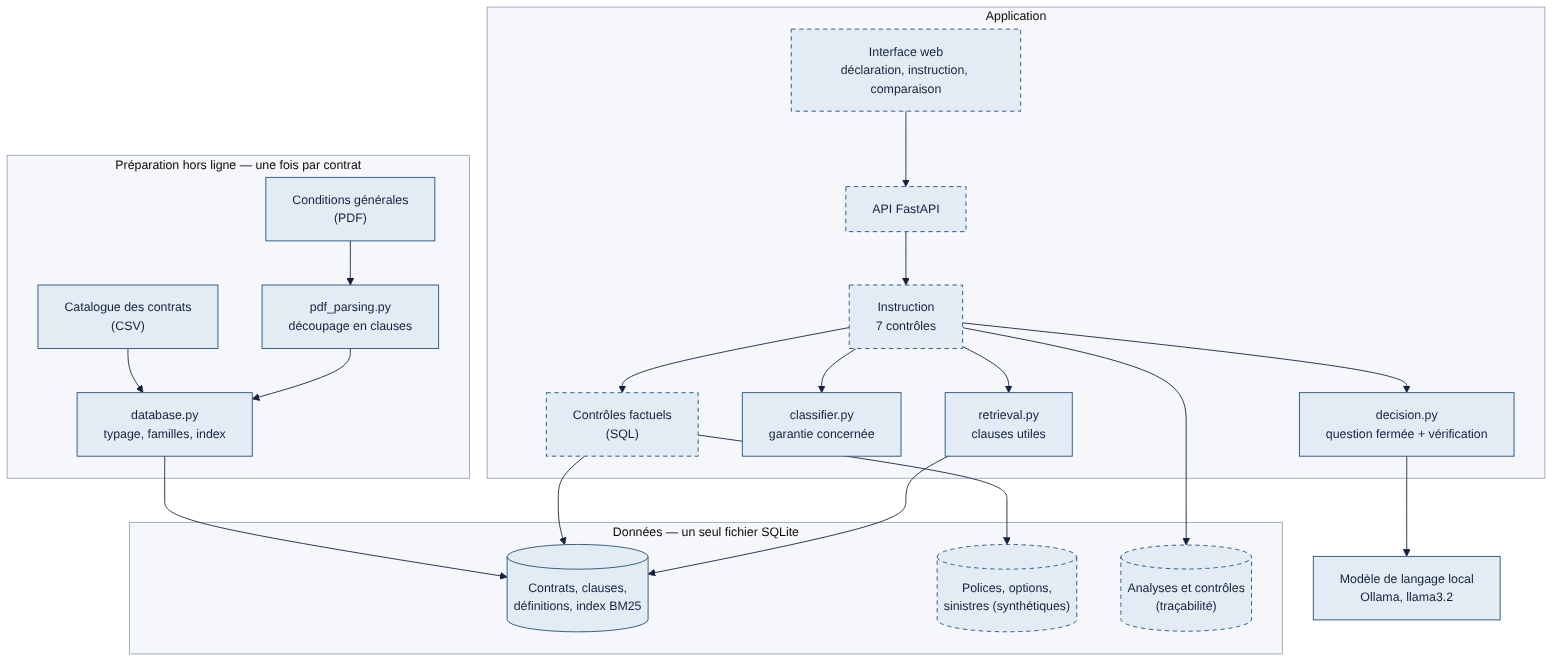 Application
Interface web
déclaration, instruction,
comparaison
API FastAPI
Instruction
7 contrôles
Contrôles factuels
(SQL)
classifier.py
garantie concernée
retrieval.py
clauses utiles
decision.py
question fermée + vérification
Préparation hors ligne — une fois par contrat
Conditions générales
(PDF)
Catalogue des contrats
(CSV)
pdf_parsing.py
découpage en clauses
database.py
typage, familles, index
Données — un seul fichier SQLite
Contrats, clauses,
définitions, index BM25
Polices, options,
sinistres (synthétiques)
Analyses et contrôles
(traçabilité)
Modèle de langage local
Ollama, llama3.2